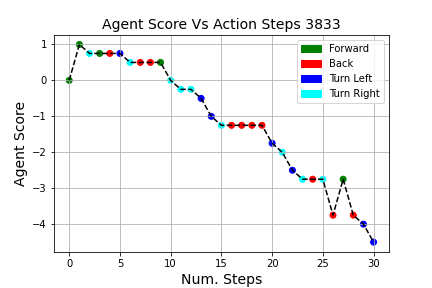 Agent Score Vs Action Steps 3833
Agent Score
1
0
−1
−2
−3
−4
Forward
Back
Turn Left
Turn Right
0 5 10 15 20 25 30
Num. Steps